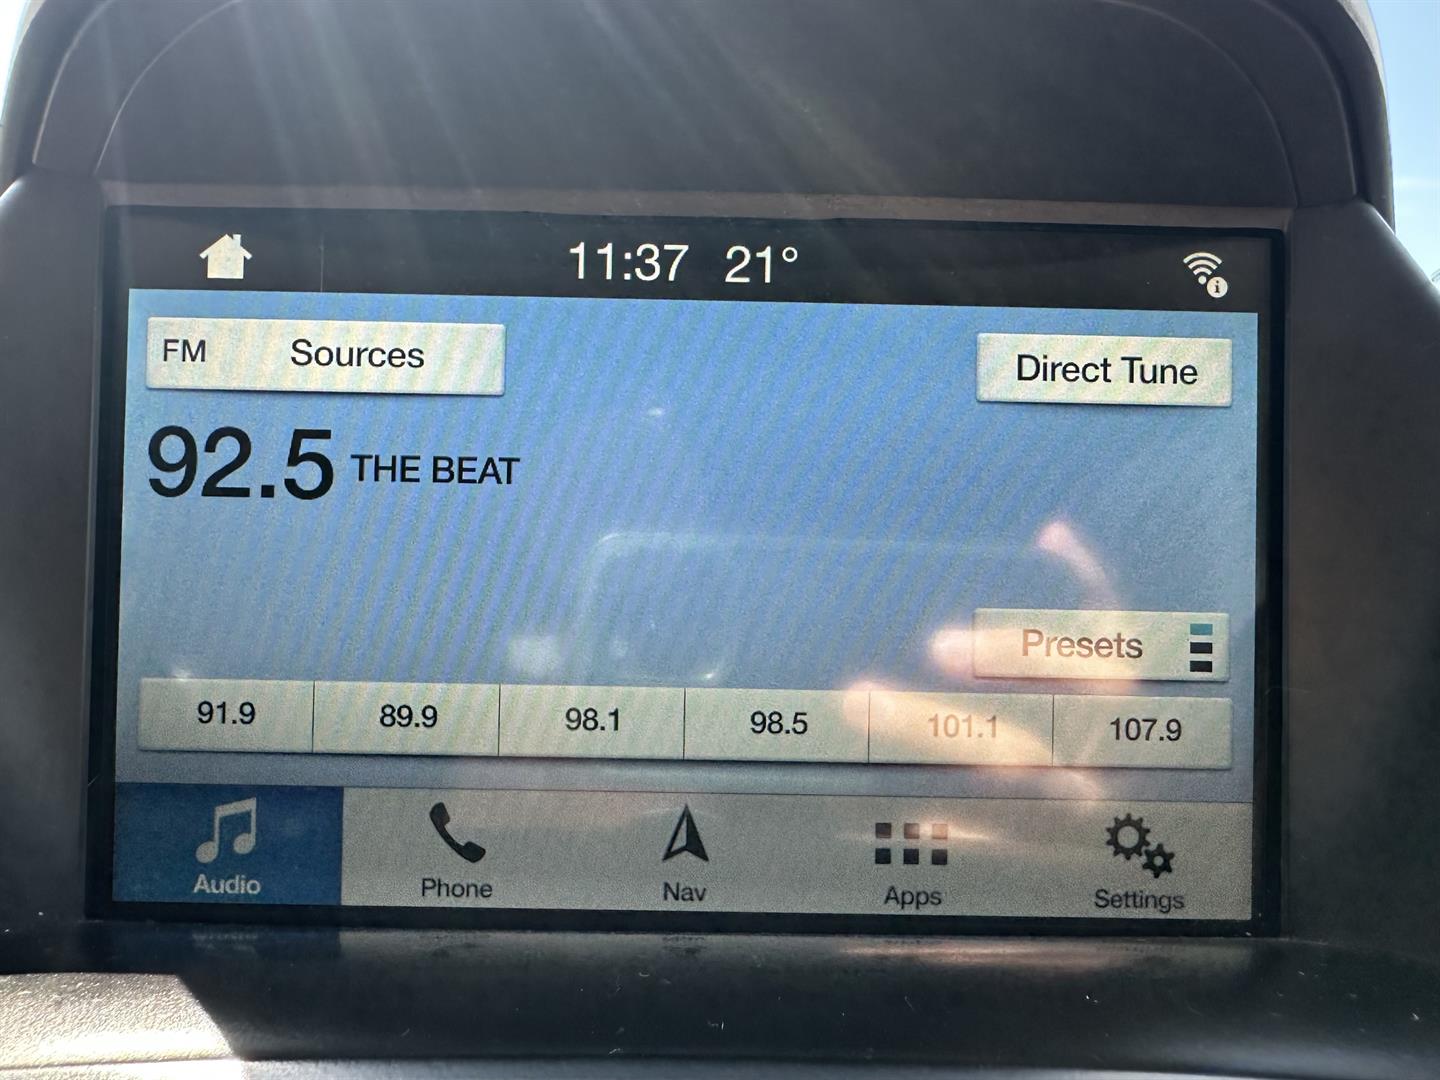 11:37 21°
FM Sources
Direct Tune
92.5 THE BEAT
Presets
91.9 89.9 98.1 98.5 101.1 107.9
Audio Phone Nav Apps Settings